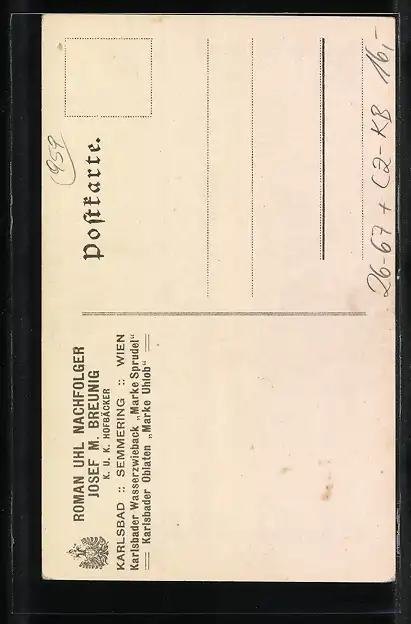 ROMAN UHL NACHFOLGER
JOSEF M. BREUNIG
K. U. K. HOFBÄCKER
KARLSBAD :: SEMMERING :: WIEN
Karlsbader Wasserzwieback „Marke Sprudel“
Karlsbader Oblaten „Marke Uhlob“
Poſtkarte.
959
26-67 + CZ-KB 16,-